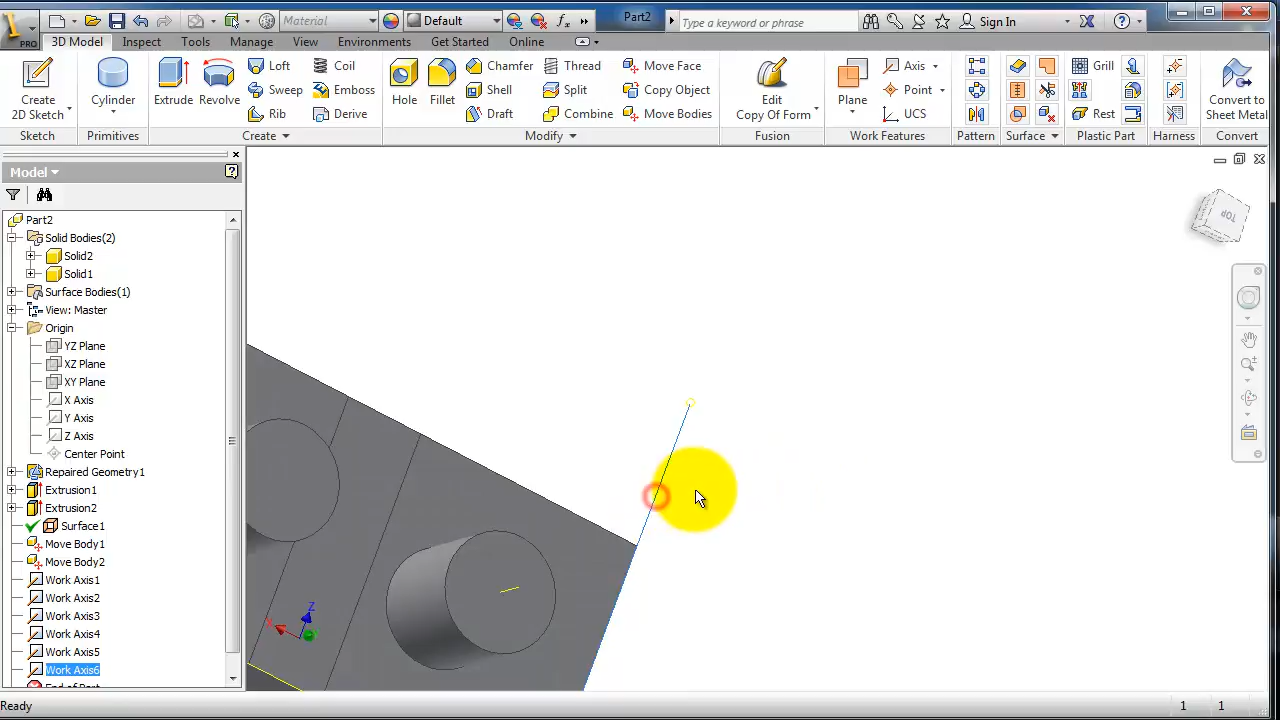 PRO
Material
Default
Part2
Type a keyword or phrase
Sign In
3D Model
Inspect
Tools
Manage
View
Environments
Get Started
Online
Create
2D Sketch
Sketch
Cylinder
Primitives
Extrude
Revolve
Loft
Sweep
Rib
Coil
Emboss
Derive
Create
Hole
Fillet
Chamfer
Shell
Draft
Thread
Split
Combine
Move Face
Copy Object
Move Bodies
Modify
Edit
Copy Of Form
Fusion
Plane
Axis
Point
UCS
Work Features
Pattern
Surface
Grill
Rest
Plastic Part
Harness
Convert to
Sheet Metal
Convert
Model
Part2
Solid Bodies(2)
Solid2
Solid1
Surface Bodies(1)
View: Master
Origin
YZ Plane
XZ Plane
XY Plane
X Axis
Y Axis
Z Axis
Center Point
Repaired Geometry1
Extrusion1
Extrusion2
Surface1
Move Body1
Move Body2
Work Axis1
Work Axis2
Work Axis3
Work Axis4
Work Axis5
Work Axis6
End of Part
TOP
Z
X
Ready
1
1